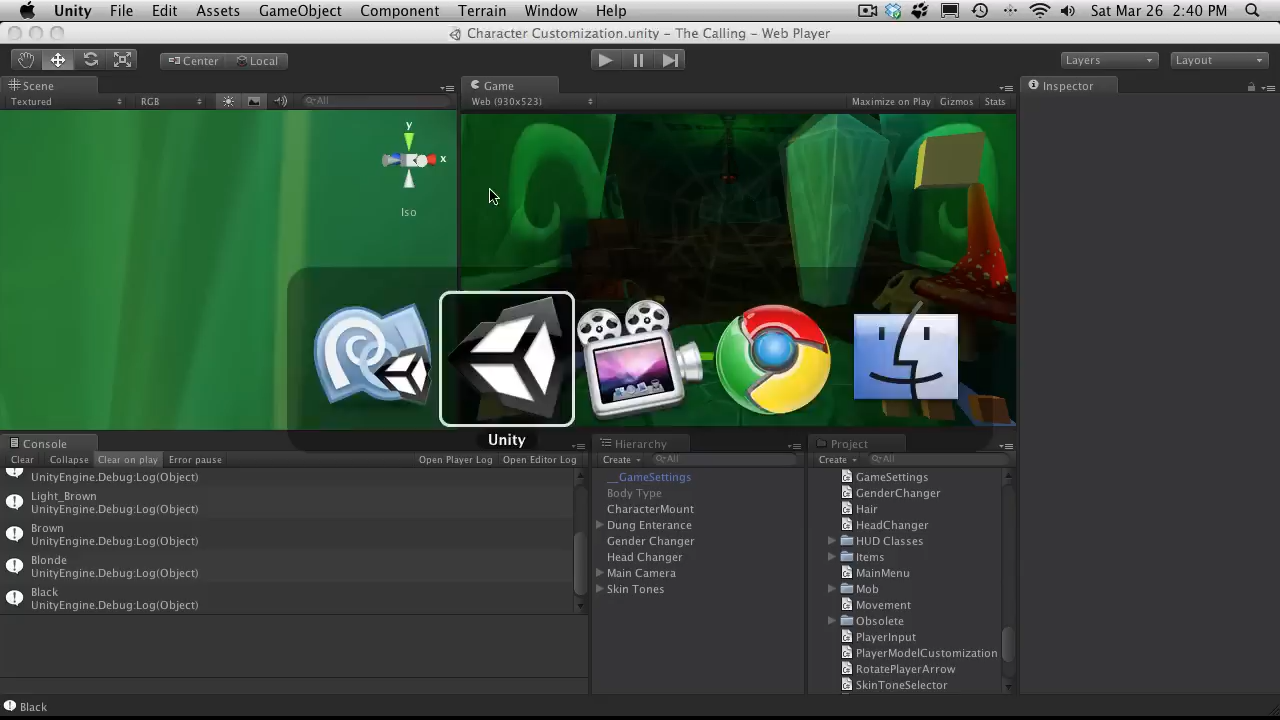 Unity File Edit Assets GameObject Component Terrain Window Help Sat Mar 26 2:40 PM
Character Customization.unity – The Calling – Web Player
Center Local Layers Layout
Scene Game Inspector
Textured RGB All Web (930x523) Maximize on Play Gizmos Stats
y
x
Iso
Unity
Console Hierarchy Project
Clear Collapse Clear on play Error pause Open Player Log Open Editor Log Create All Create All
UnityEngine.Debug:Log(Object)
Light_Brown
UnityEngine.Debug:Log(Object)
Brown
UnityEngine.Debug:Log(Object)
Blonde
UnityEngine.Debug:Log(Object)
Black
UnityEngine.Debug:Log(Object)
__GameSettings
Body Type
CharacterMount
Dung Enterance
Gender Changer
Head Changer
Main Camera
Skin Tones
GameSettings
GenderChanger
Hair
HeadChanger
HUD Classes
Items
MainMenu
Mob
Movement
Obsolete
PlayerInput
PlayerModelCustomization
RotatePlayerArrow
SkinToneSelector
Black